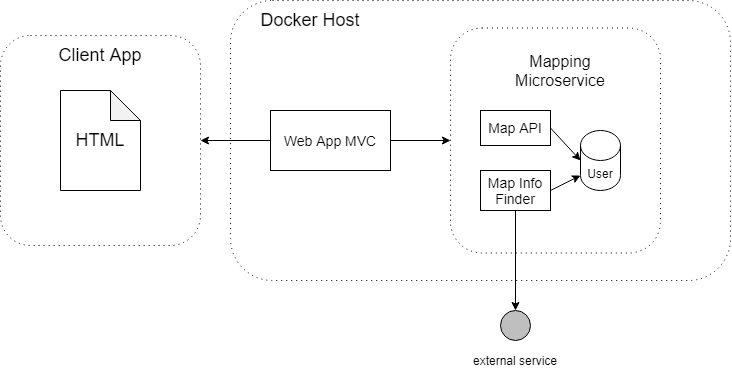 Docker Host
Client App
HTML
Web App MVC
Mapping
Microservice
Map API
Map Info
Finder
User
external service